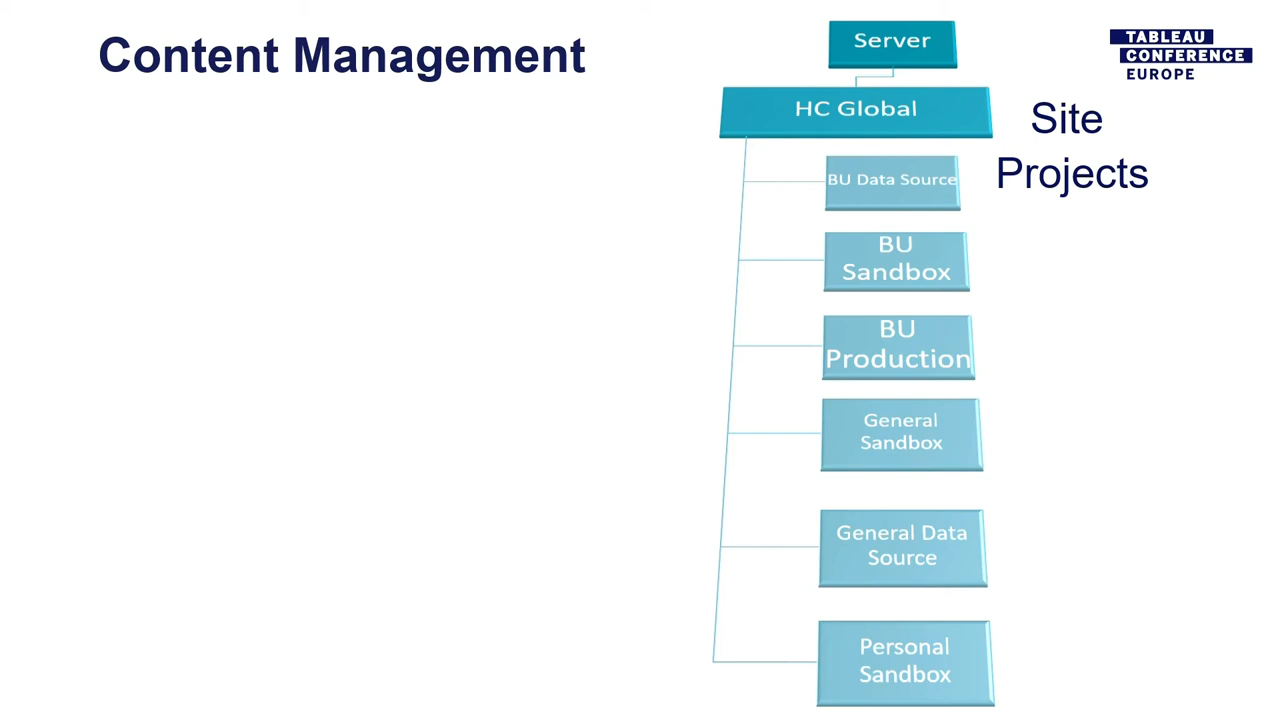 Content Management
Server
TABLEAU
CONFERENCE
EUROPE
HC Global
Site
Projects
BU Data Source
BU
Sandbox
BU
Production
General
Sandbox
General Data
Source
Personal
Sandbox